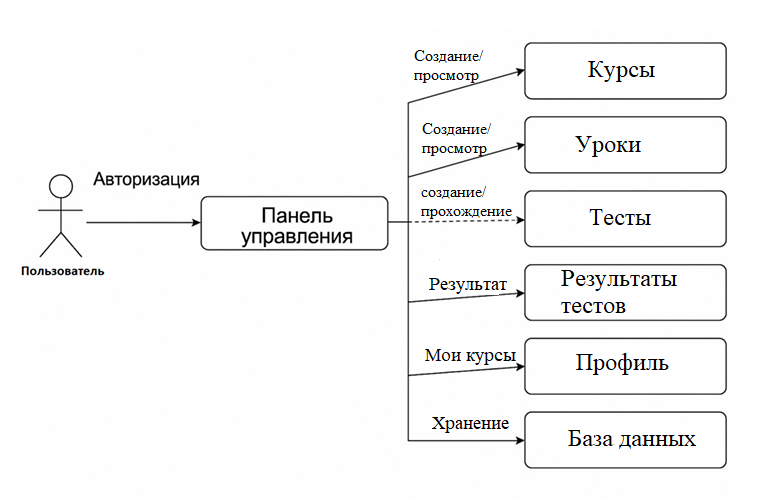 Создание/
просмотр
Курсы
Создание/
просмотр
Уроки
Авторизация
создание/
прохождение
Тесты
Панель
управления
Пользователь
Результат
Результаты
тестов
Мои курсы
Профиль
Хранение
База данных